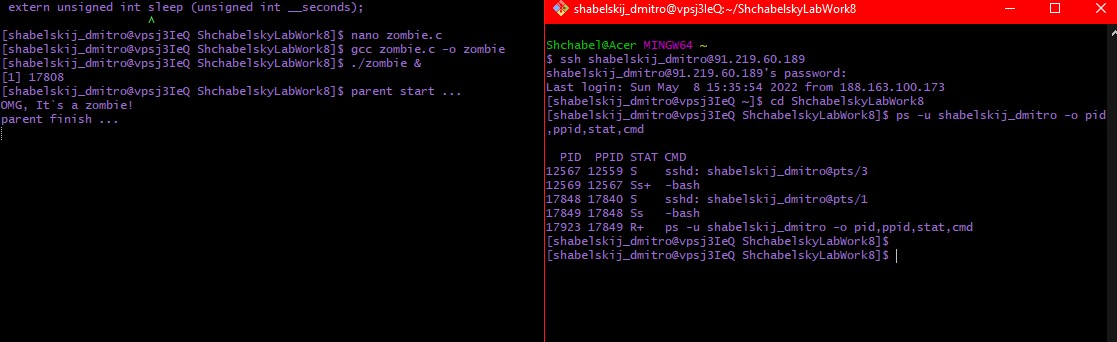 extern unsigned int sleep (unsigned int __seconds);
^
[shabelskij_dmitro@vpsj3IeQ ShchabelskyLabWork8]$ nano zombie.c
[shabelskij_dmitro@vpsj3IeQ ShchabelskyLabWork8]$ gcc zombie.c -o zombie
[shabelskij_dmitro@vpsj3IeQ ShchabelskyLabWork8]$ ./zombie &
[1] 17808
[shabelskij_dmitro@vpsj3IeQ ShchabelskyLabWork8]$ parent start ...
OMG, It`s a zombie!
parent finish ...
shabelskij_dmitro@vpsj3IeQ:~/ShchabelskyLabWork8
Shchabel@Acer MINGW64 ~
$ ssh shabelskij_dmitro@91.219.60.189
shabelskij_dmitro@91.219.60.189's password:
Last login: Sun May  8 15:35:54 2022 from 188.163.100.173
[shabelskij_dmitro@vpsj3IeQ ~]$ cd ShchabelskyLabWork8
[shabelskij_dmitro@vpsj3IeQ ShchabelskyLabWork8]$ ps -u shabelskij_dmitro -o pid
,ppid,stat,cmd
PID  PPID STAT CMD
12567 12559 S    sshd: shabelskij_dmitro@pts/3
12569 12567 Ss+  -bash
17848 17840 S    sshd: shabelskij_dmitro@pts/1
17849 17848 Ss   -bash
17923 17849 R+   ps -u shabelskij_dmitro -o pid,ppid,stat,cmd
[shabelskij_dmitro@vpsj3IeQ ShchabelskyLabWork8]$
[shabelskij_dmitro@vpsj3IeQ ShchabelskyLabWork8]$